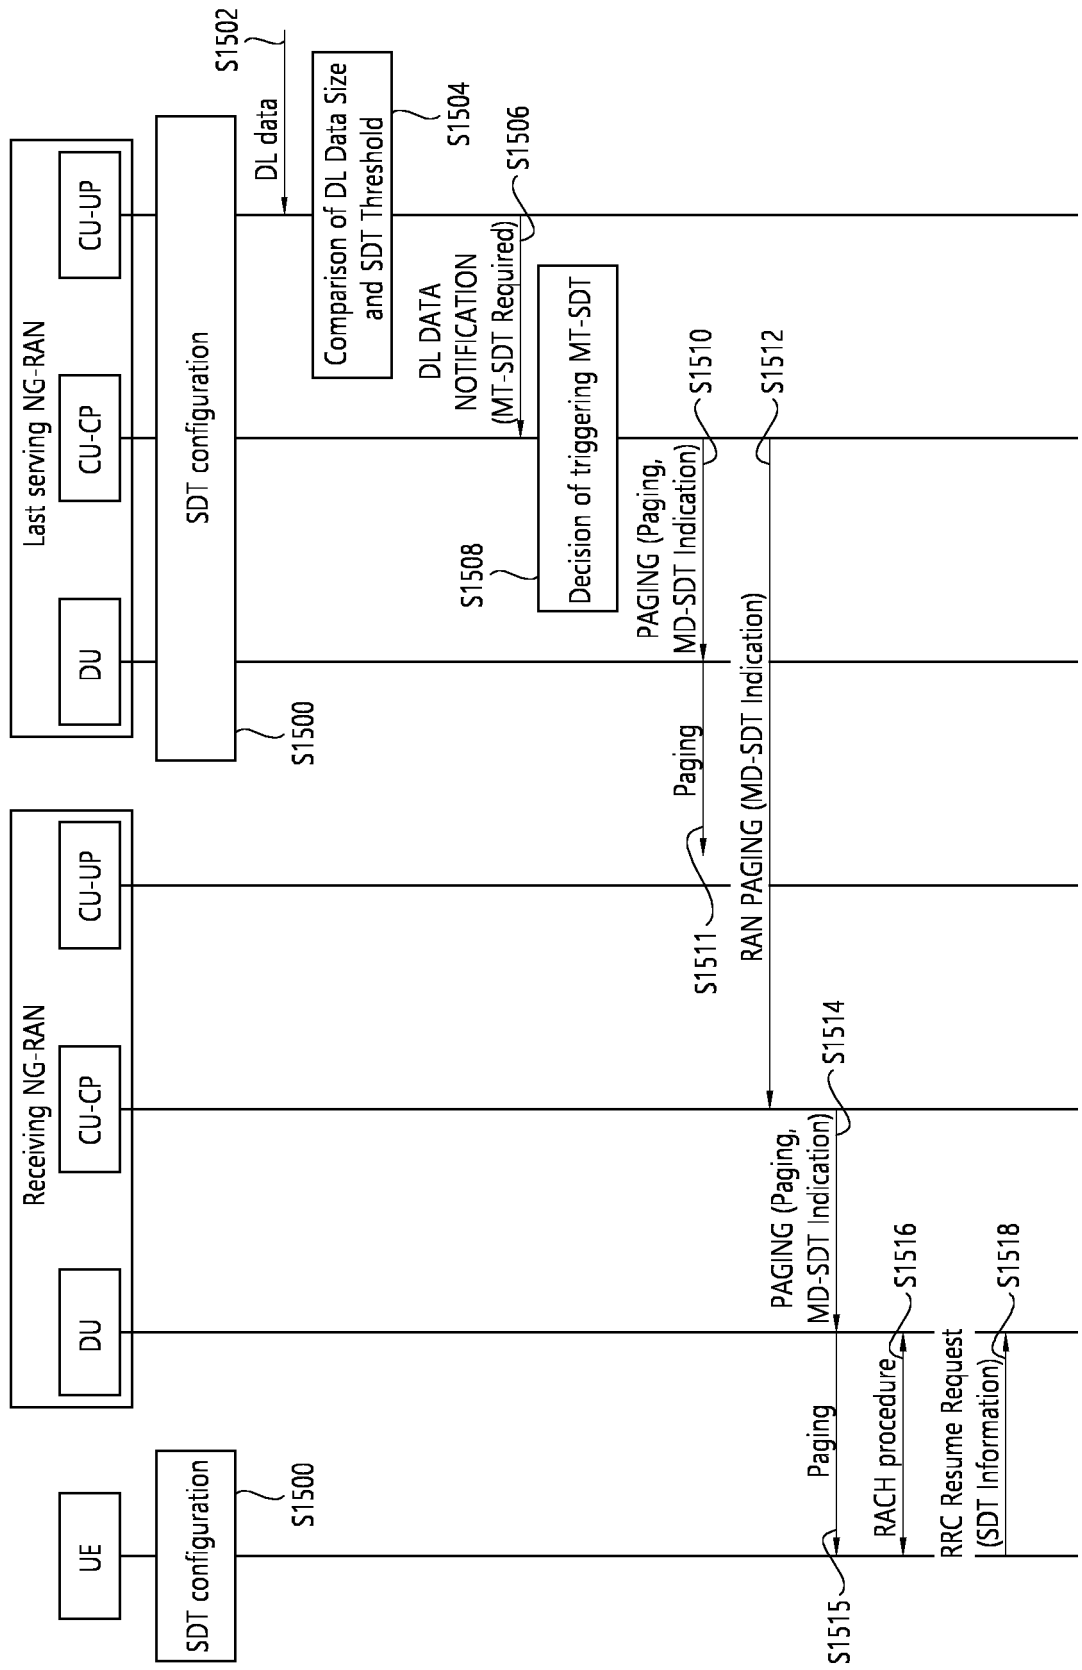 UE
Receiving NG-RAN
DU
CU-CP
CU-UP
Last serving NG-RAN
DU
CU-CP
CU-UP
SDT configuration
S1500
SDT configuration
S1500
DL data
S1502
Comparison of DL Data Size
and SDT Threshold
S1504
DL DATA
NOTIFICATION
(MT-SDT Required)
S1506
S1508
Decision of triggering MT-SDT
PAGING (Paging,
MD-SDT Indication)
S1510
Paging
S1511
RAN PAGING (MD-SDT Indication)
S1512
PAGING (Paging,
MD-SDT Indication)
S1514
Paging
S1515
RACH procedure
S1516
RRC Resume Request
(SDT Information)
S1518